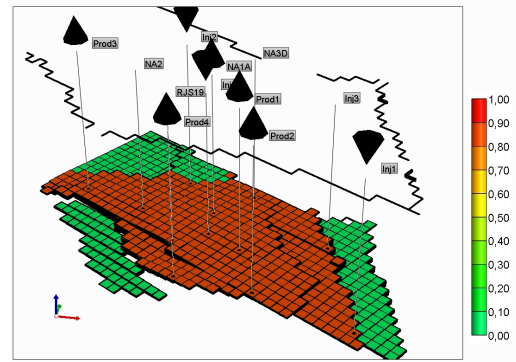 Inj2
Prod3
NA3D
NA2
NA1A
RJS19
Inj
Prod1
Inj3
Prod4
Prod2
Inj1
1,00
0,90
0,80
0,70
0,60
0,50
0,40
0,30
0,20
0,10
0,00